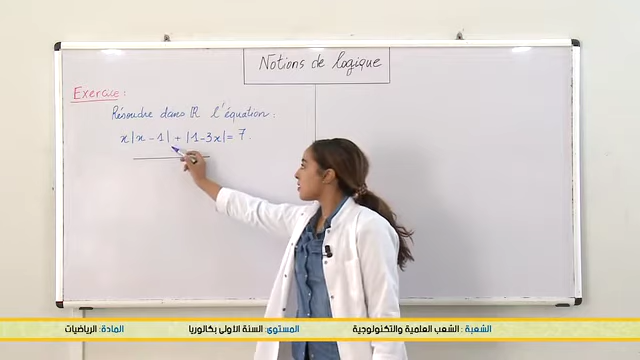 Notions de logique
Exercice :
Résoudre dans ℝ l'équation :
x|x - 1| + |1 - 3x| = 7.
الشعبة : الشعب العلمية والتكنولوجية
المستوى: السنة الاولى بكالوريا
المادة: الرياضيات